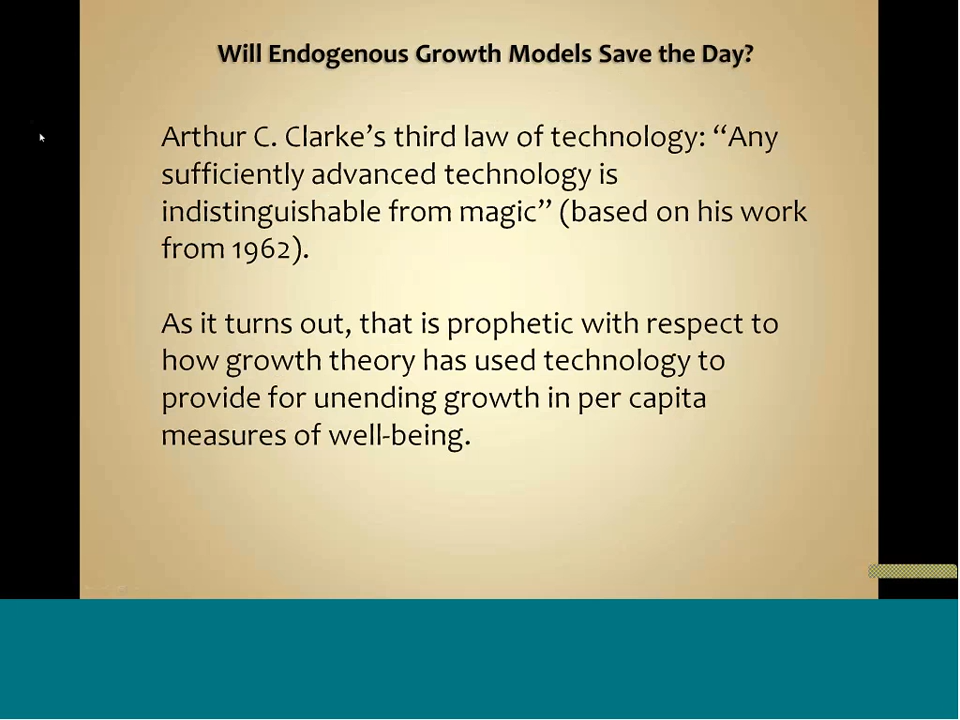 Will Endogenous Growth Models Save the Day?
Arthur C. Clarke’s third law of technology: “Any
sufficiently advanced technology is
indistinguishable from magic” (based on his work
from 1962).
As it turns out, that is prophetic with respect to
how growth theory has used technology to
provide for unending growth in per capita
measures of well-being.